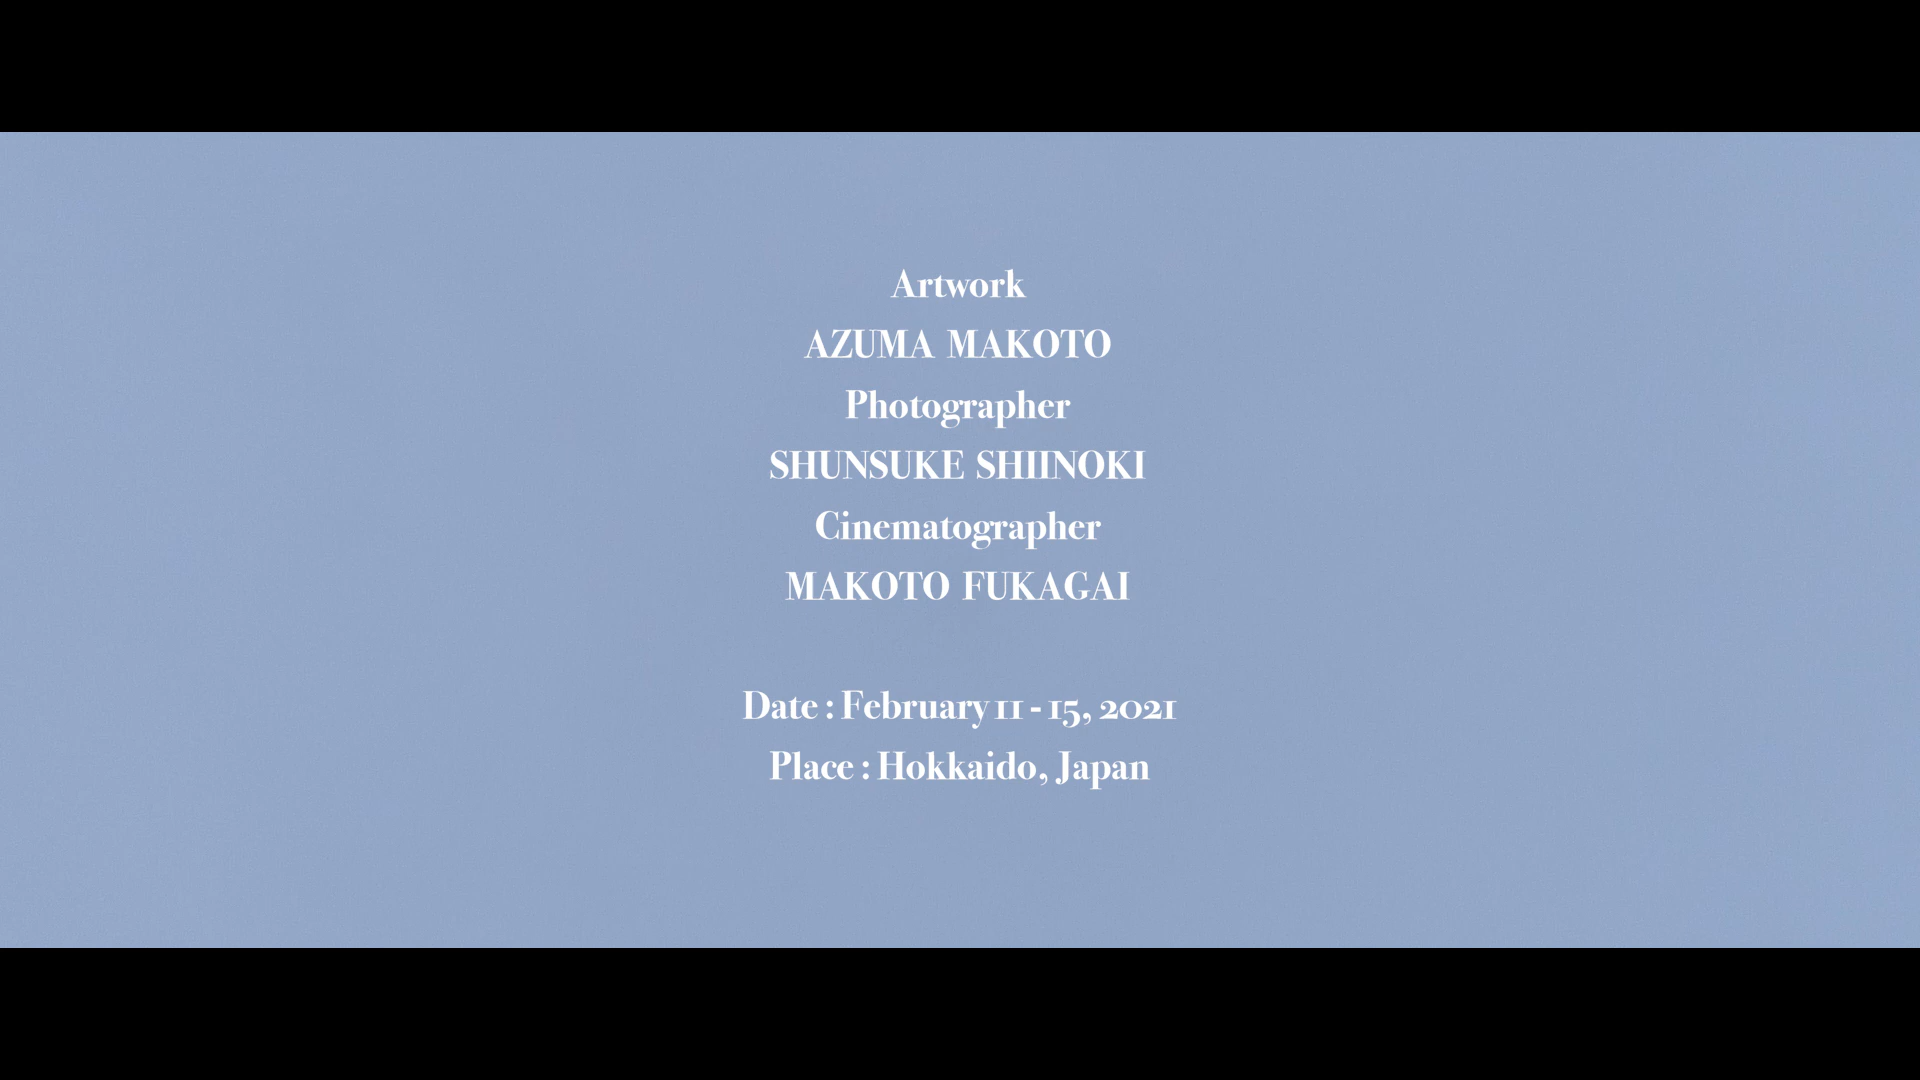 Artwork
AZUMA MAKOTO
Photographer
SHUNSUKE SHIINOKI
Cinematographer
MAKOTO FUKAGAI
Date : February 11 - 15, 2021
Place : Hokkaido, Japan